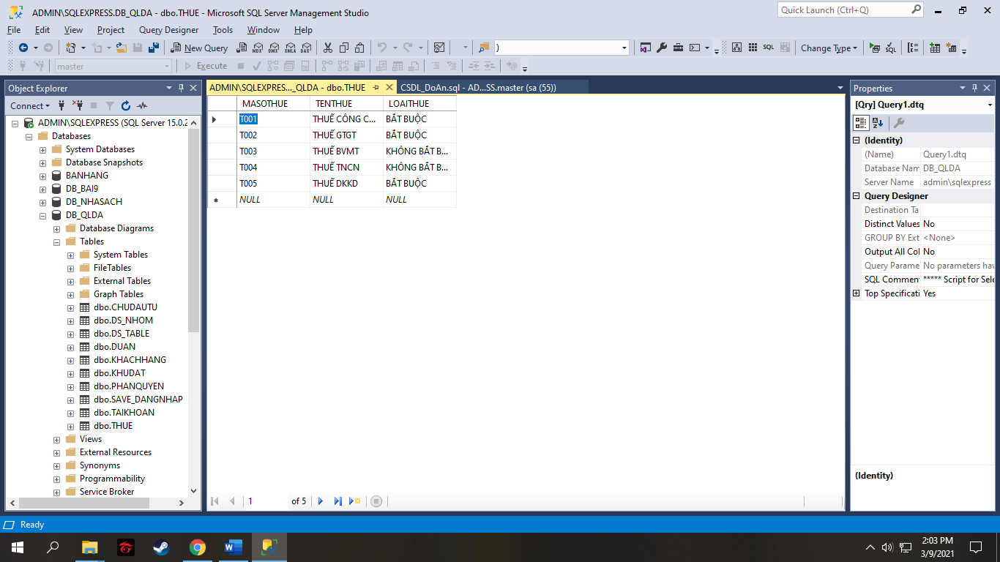 ADMIN\SQLEXPRESS.DB_QLDA - dbo.THUE - Microsoft SQL Server Management Studio
Quick Launch (Ctrl+Q)
File Edit View Project Query Designer Tools Window Help
New Query MDX DMX XMLA DAX ) SQL Change Type
master Execute
Object Explorer
Connect
ADMIN\SQLEXPRESS (SQL Server 15.0.2
Databases
System Databases
Database Snapshots
BANHANG
DB_BAI9
DB_NHASACH
DB_QLDA
Database Diagrams
Tables
System Tables
FileTables
External Tables
Graph Tables
dbo.CHUDAUTU
dbo.DS_NHOM
dbo.DS_TABLE
dbo.DUAN
dbo.KHACHHANG
dbo.KHUDAT
dbo.PHANQUYEN
dbo.SAVE_DANGNHAP
dbo.TAIKHOAN
dbo.THUE
Views
External Resources
Synonyms
Programmability
Service Broker
ADMIN\SQLEXPRES..._QLDA - dbo.THUE CSDL_DoAn.sql - AD...SS.master (sa (55))
MASOTHUE TENTHUE LOAITHUE
T001 THUẾ CÔNG C... BẮT BUỘC
T002 THUẾ GTGT BẮT BUỘC
T003 THUẾ BVMT KHÔNG BẮT B...
T004 THUẾ TNCN KHÔNG BẮT B...
T005 THUẾ DKKD BẮT BUỘC
NULL NULL NULL
1 of 5
Properties
[Qry] Query1.dtq
(Identity)
(Name) Query1.dtq
Database Name DB_QLDA
Server Name admin\sqlexpress
Query Designer
Destination Ta
Distinct Values No
GROUP BY Ext <None>
Output All Col No
Query Parame No parameters hav
SQL Comment ***** Script for Sele
Top Specificati Yes
(Identity)
Ready
2:03 PM
3/9/2021